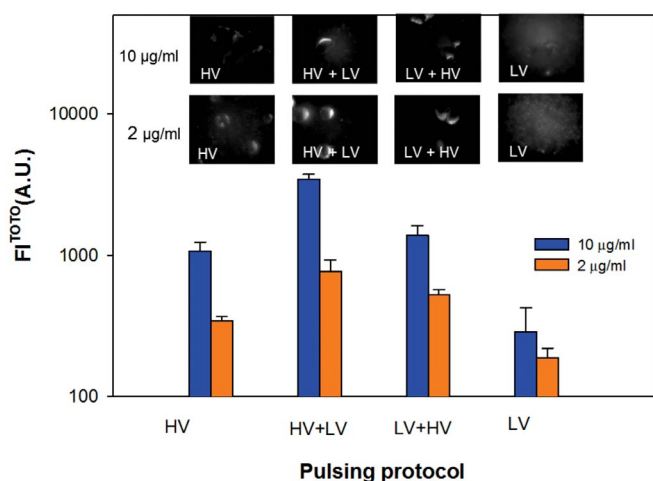 10 µg/ml
HV
HV + LV
LV + HV
LV
10000
2 µg/ml
HV
HV + LV
LV + HV
LV
FI^TOTO(A.U.)
1000
10 µg/ml
2 µg/ml
100
HV
HV+LV
LV+HV
LV
Pulsing protocol